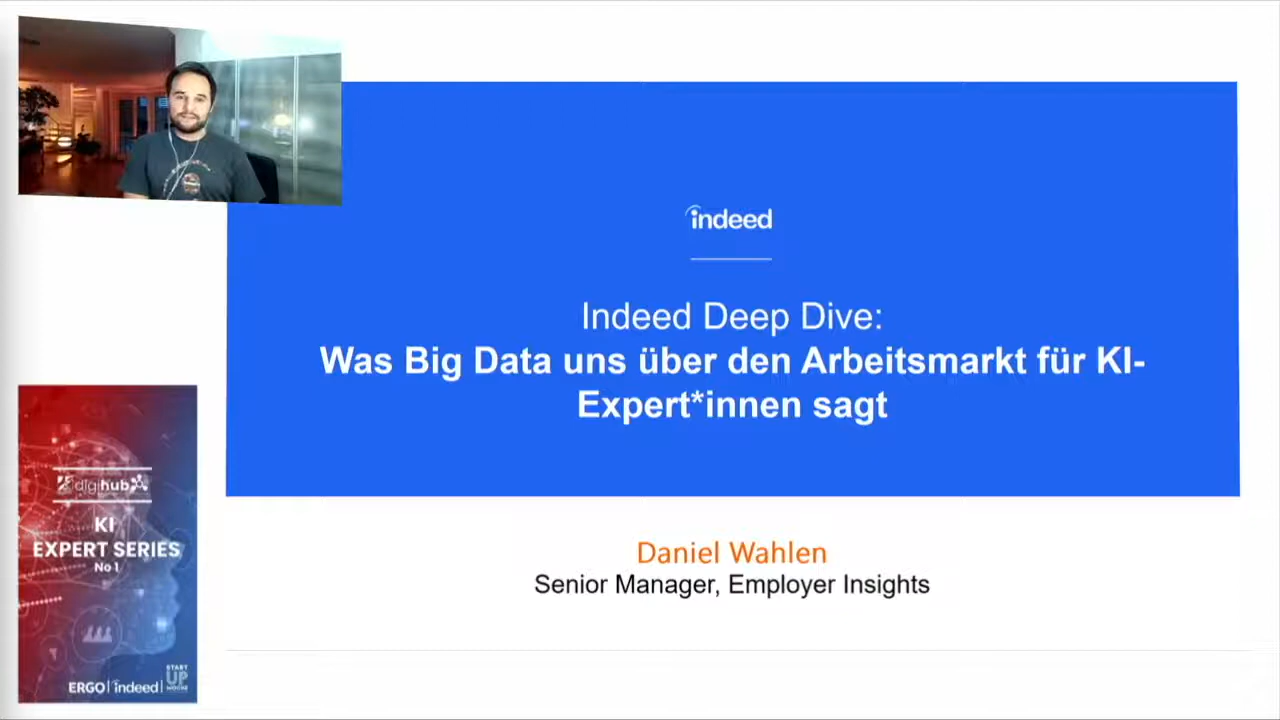 indeed
Indeed Deep Dive:
Was Big Data uns über den Arbeitsmarkt für KI-
Expert*innen sagt
Daniel Wahlen
Senior Manager, Employer Insights
digihub
KI
EXPERT SERIES
No 1
ERGO | indeed |
START
UP
WOCHE